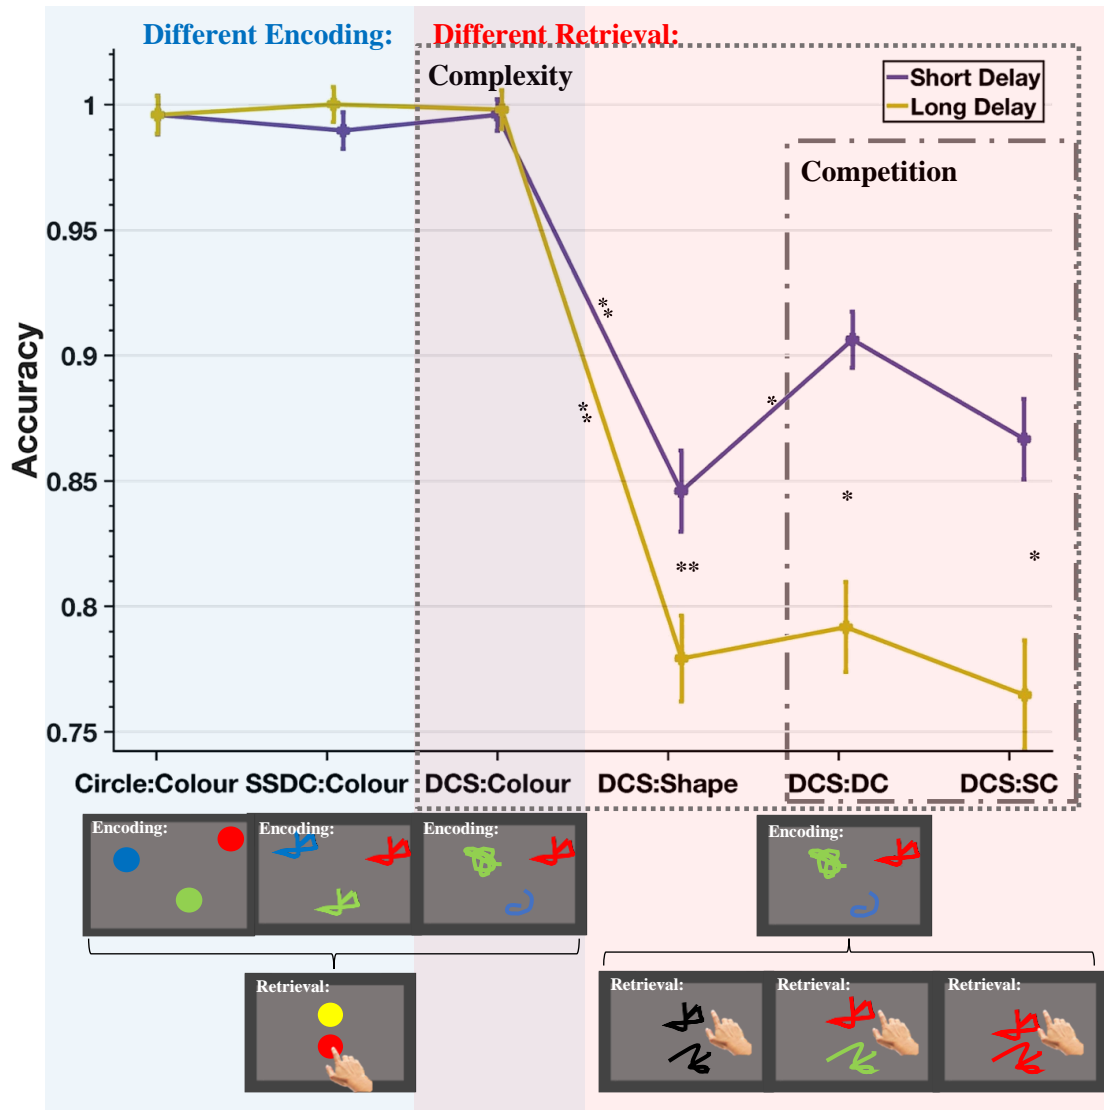 Different Encoding: Different Retrieval:
Complexity
Short Delay
Long Delay
Competition
1
0.95
0.9
0.85
0.8
0.75
Accuracy
*
*
*
*
*
*
**
*
Circle:Colour SSDC:Colour DCS:Colour DCS:Shape DCS:DC DCS:SC
Encoding: Encoding: Encoding: Encoding:
Retrieval: Retrieval: Retrieval: Retrieval: